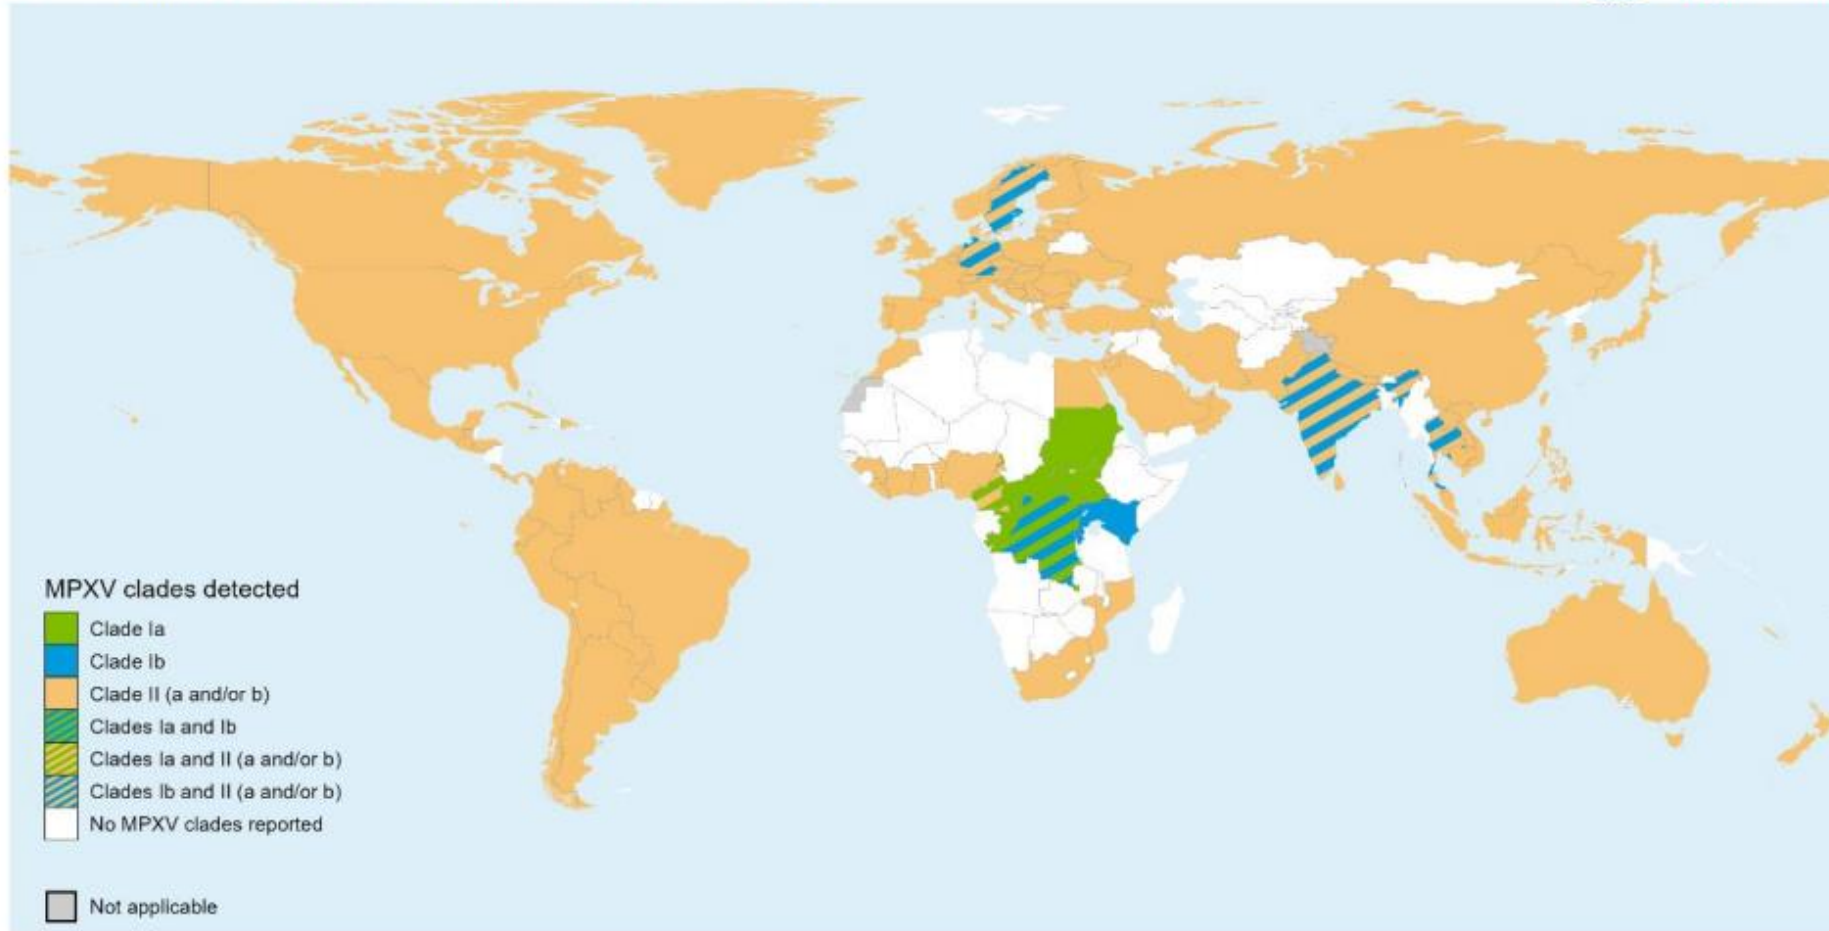 MPXV clades detected
Clade Ia
Clade Ib
Clade II (a and/or b)
Clades Ia and Ib
Clades Ia and II (a and/or b)
Clades Ib and II (a and/or b)
No MPXV clades reported
Not applicable